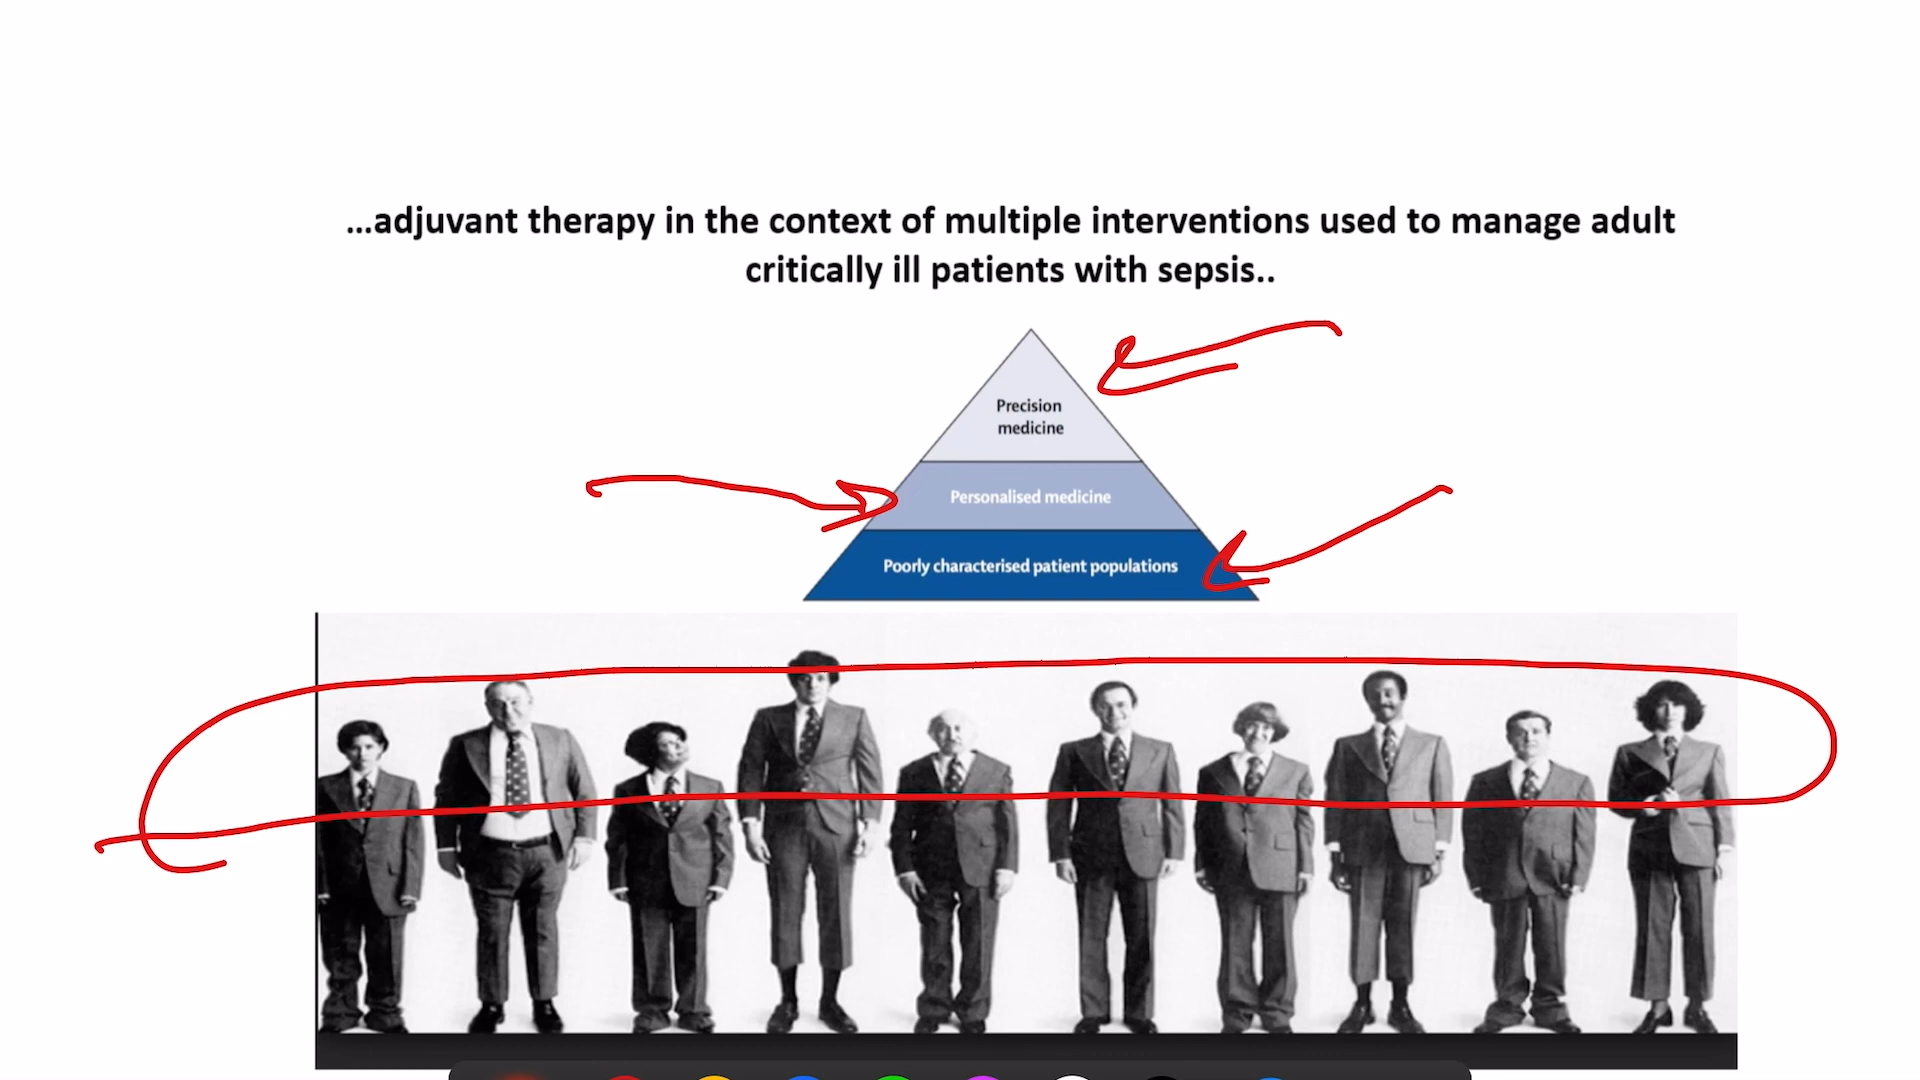 ...adjuvant therapy in the context of multiple interventions used to manage adult
critically ill patients with sepsis..
Precision
medicine
Personalised medicine
Poorly characterised patient populations